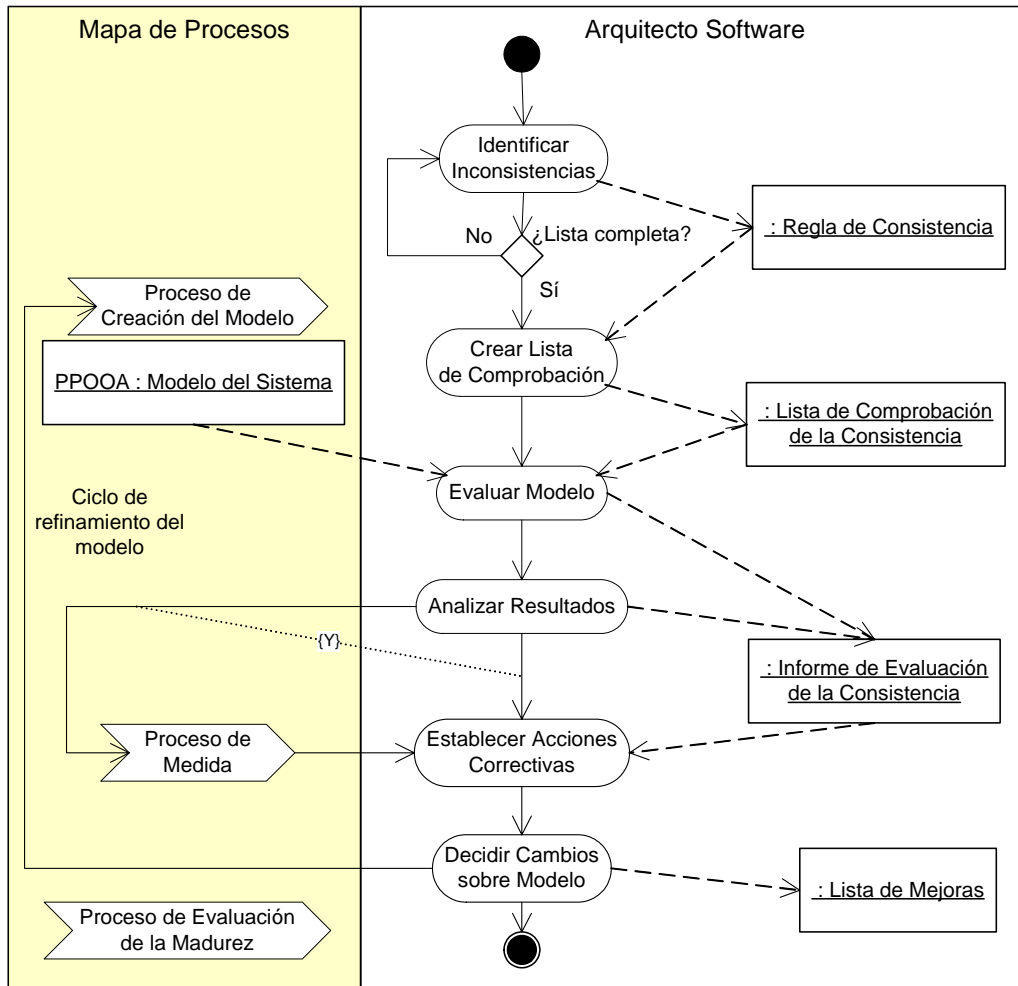 Mapa de Procesos
Arquitecto Software
Identificar
Inconsistencias
: Regla de Consistencia
No
¿Lista completa?
Sí
Proceso de
Creación del Modelo
Crear Lista
de Comprobación
PPOOA : Modelo del Sistema
: Lista de Comprobación
de la Consistencia
Evaluar Modelo
Ciclo de
refinamiento del
modelo
Analizar Resultados
{Y}
: Informe de Evaluación
de la Consistencia
Proceso de
Medida
Establecer Acciones
Correctivas
Decidir Cambios
sobre Modelo
: Lista de Mejoras
Proceso de Evaluación
de la Madurez